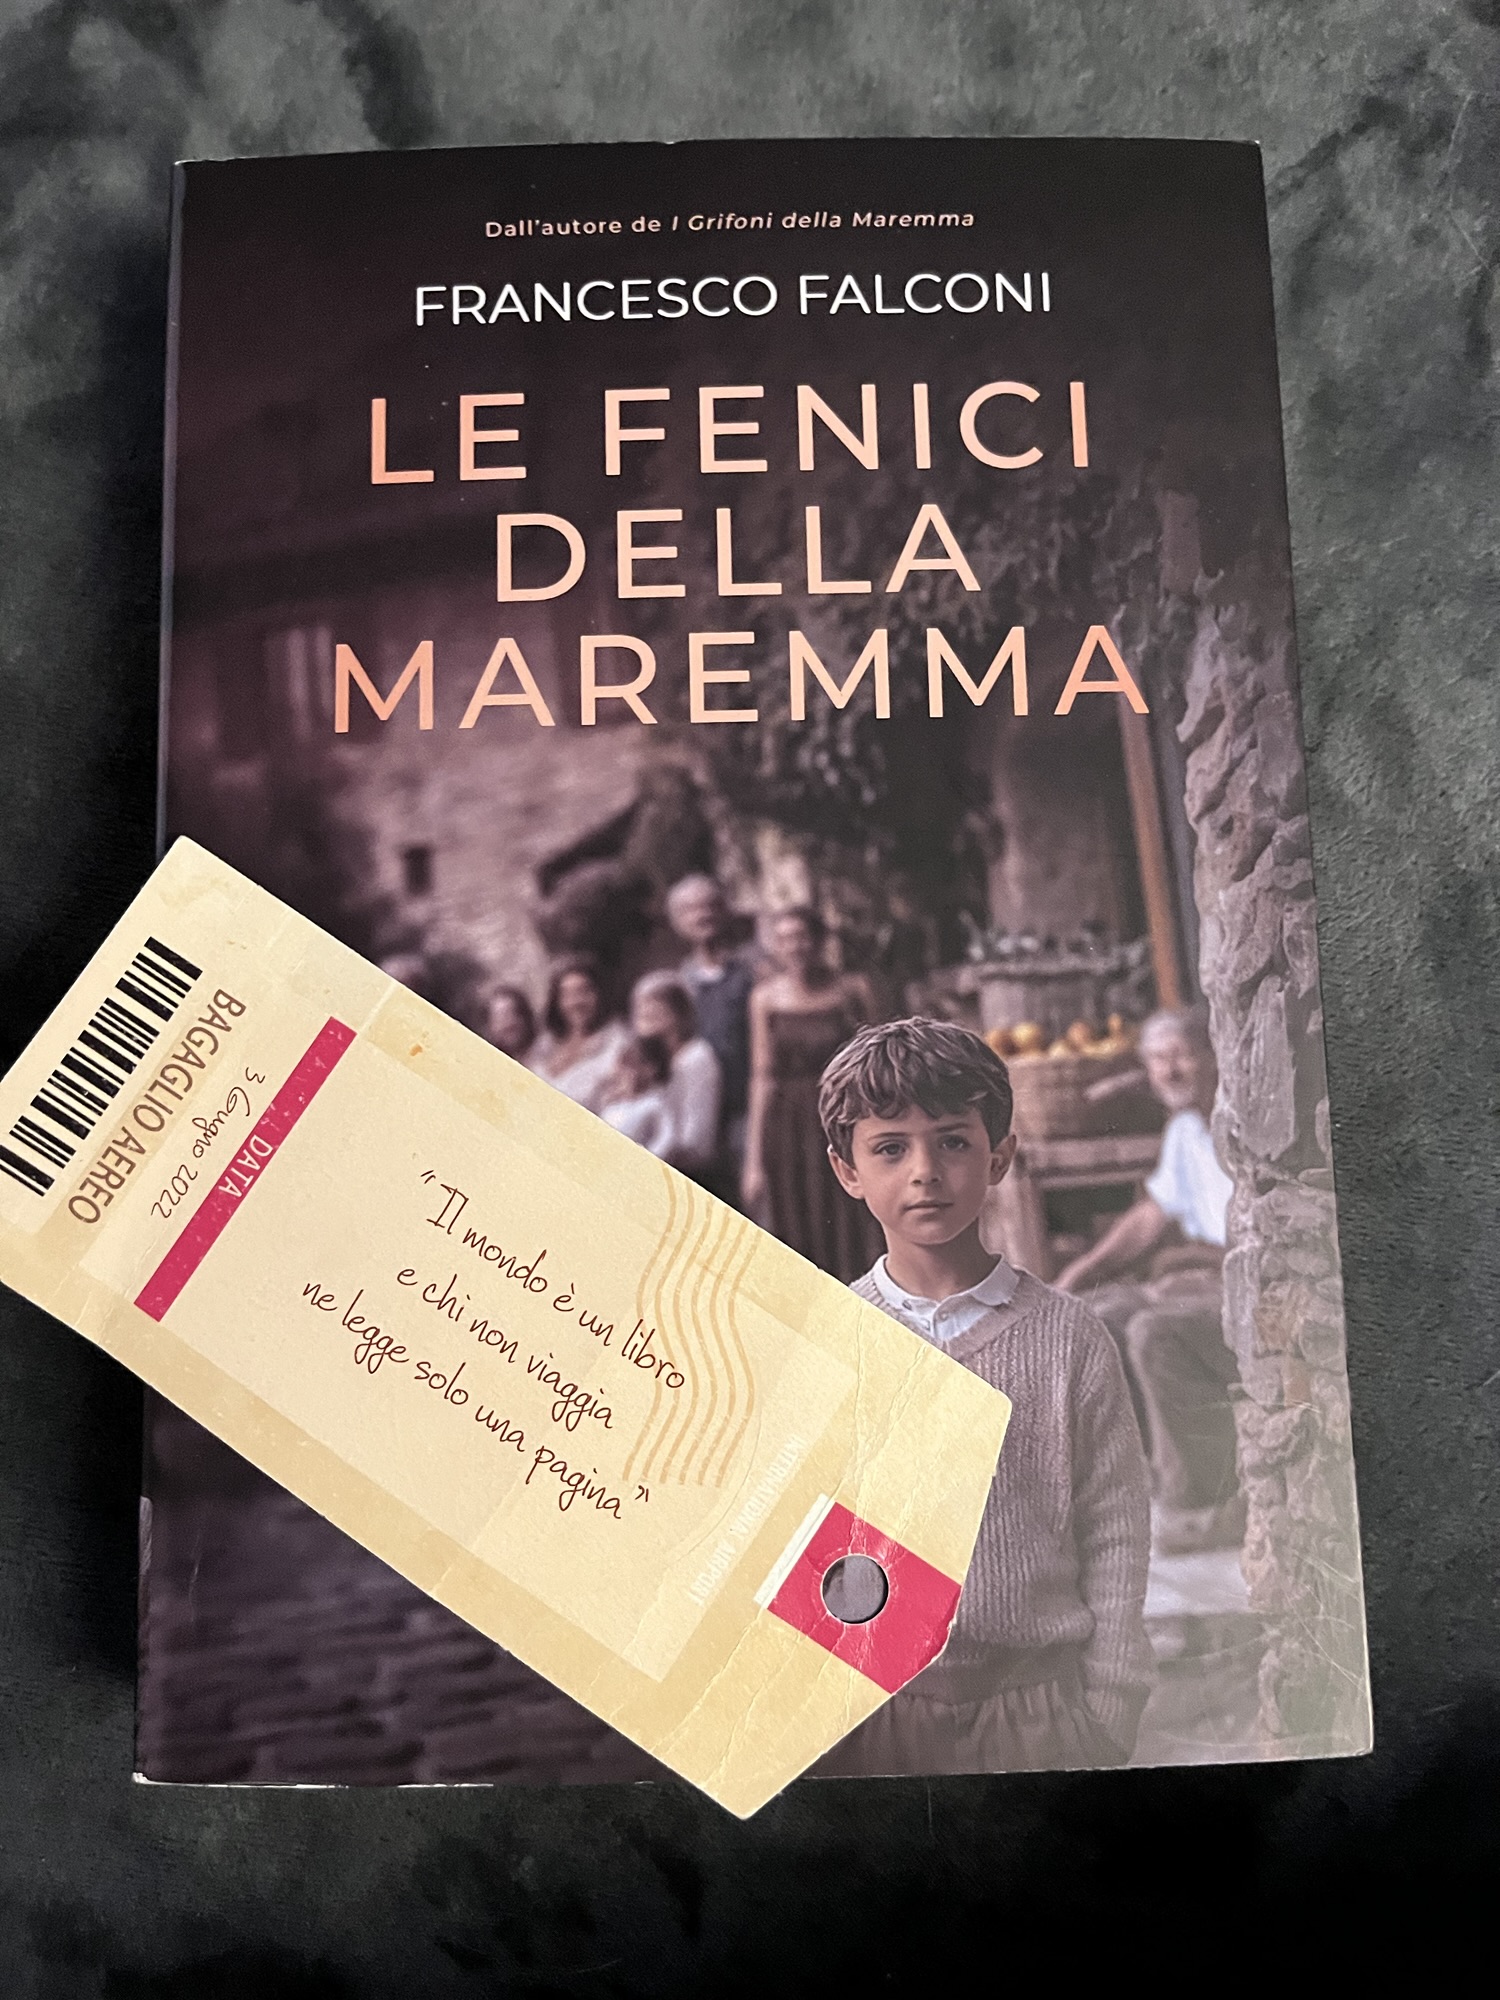 Dall'autore de I Grifoni della Maremma
FRANCESCO FALCONI
LE FENICI
DELLA
MAREMMA
BAGAGLIO AEREO
3 Giugno 2022
DATA
"Il mondo è un libro
e chi non viaggia
ne legge solo una pagina"